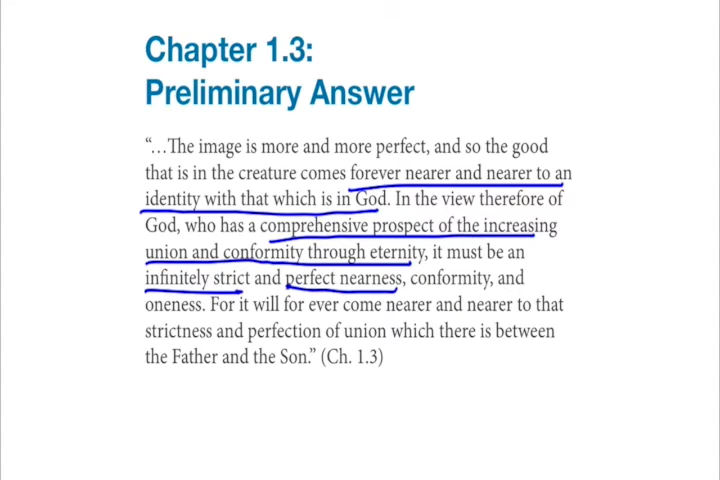 Chapter 1.3:
Preliminary Answer
“…The image is more and more perfect, and so the good
that is in the creature comes forever nearer and nearer to an
identity with that which is in God. In the view therefore of
God, who has a comprehensive prospect of the increasing
union and conformity through eternity, it must be an
infinitely strict and perfect nearness, conformity, and
oneness. For it will for ever come nearer and nearer to that
strictness and perfection of union which there is between
the Father and the Son.” (Ch. 1.3)